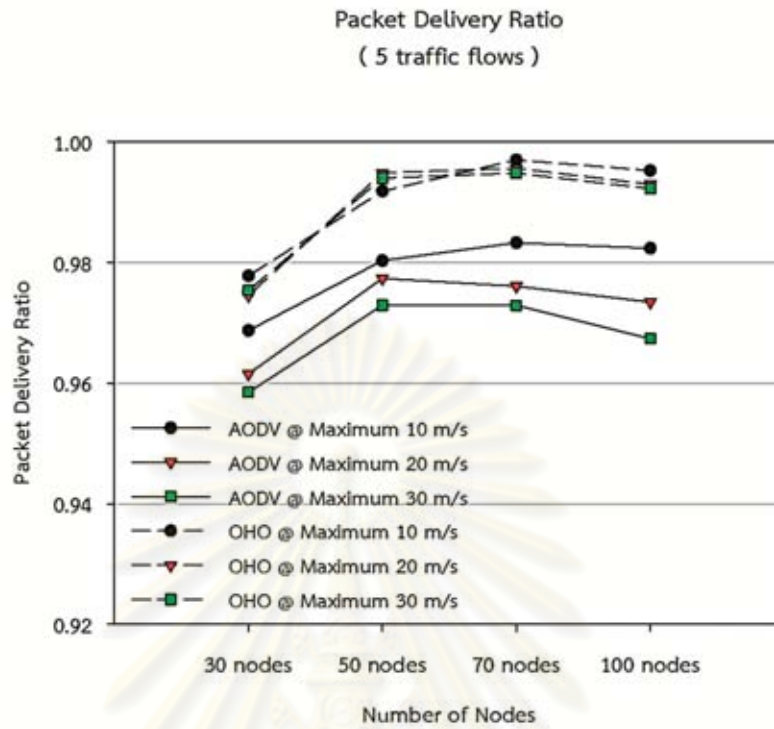 Packet Delivery Ratio
( 5 traffic flows )
1.00
0.98
0.96
0.94
0.92
Packet Delivery Ratio
AODV @ Maximum 10 m/s
AODV @ Maximum 20 m/s
AODV @ Maximum 30 m/s
OHO @ Maximum 10 m/s
OHO @ Maximum 20 m/s
OHO @ Maximum 30 m/s
30 nodes 50 nodes 70 nodes 100 nodes
Number of Nodes